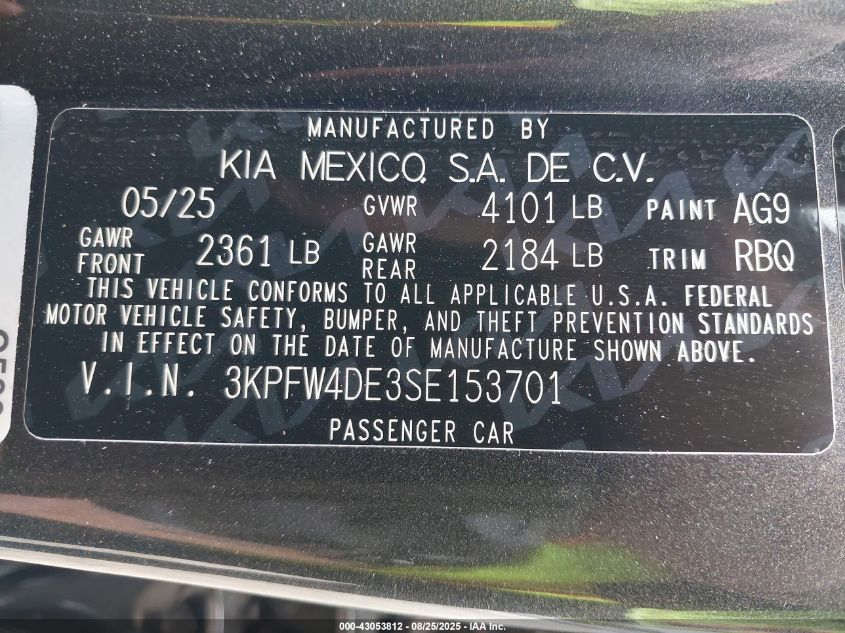 MANUFACTURED BY
KIA MEXICO, S.A. DE C.V.
05/25 GVWR 4101 LB PAINT AG9
GAWR FRONT 2361 LB GAWR REAR 2184 LB TRIM RBQ
THIS VEHICLE CONFORMS TO ALL APPLICABLE U.S.A. FEDERAL
MOTOR VEHICLE SAFETY, BUMPER, AND THEFT PREVENTION STANDARDS
IN EFFECT ON THE DATE OF MANUFACTURE SHOWN ABOVE.
V.I.N. 3KPFW4DE3SE153701
PASSENGER CAR
000-43053812 - 08/25/2025 - IAA Inc.